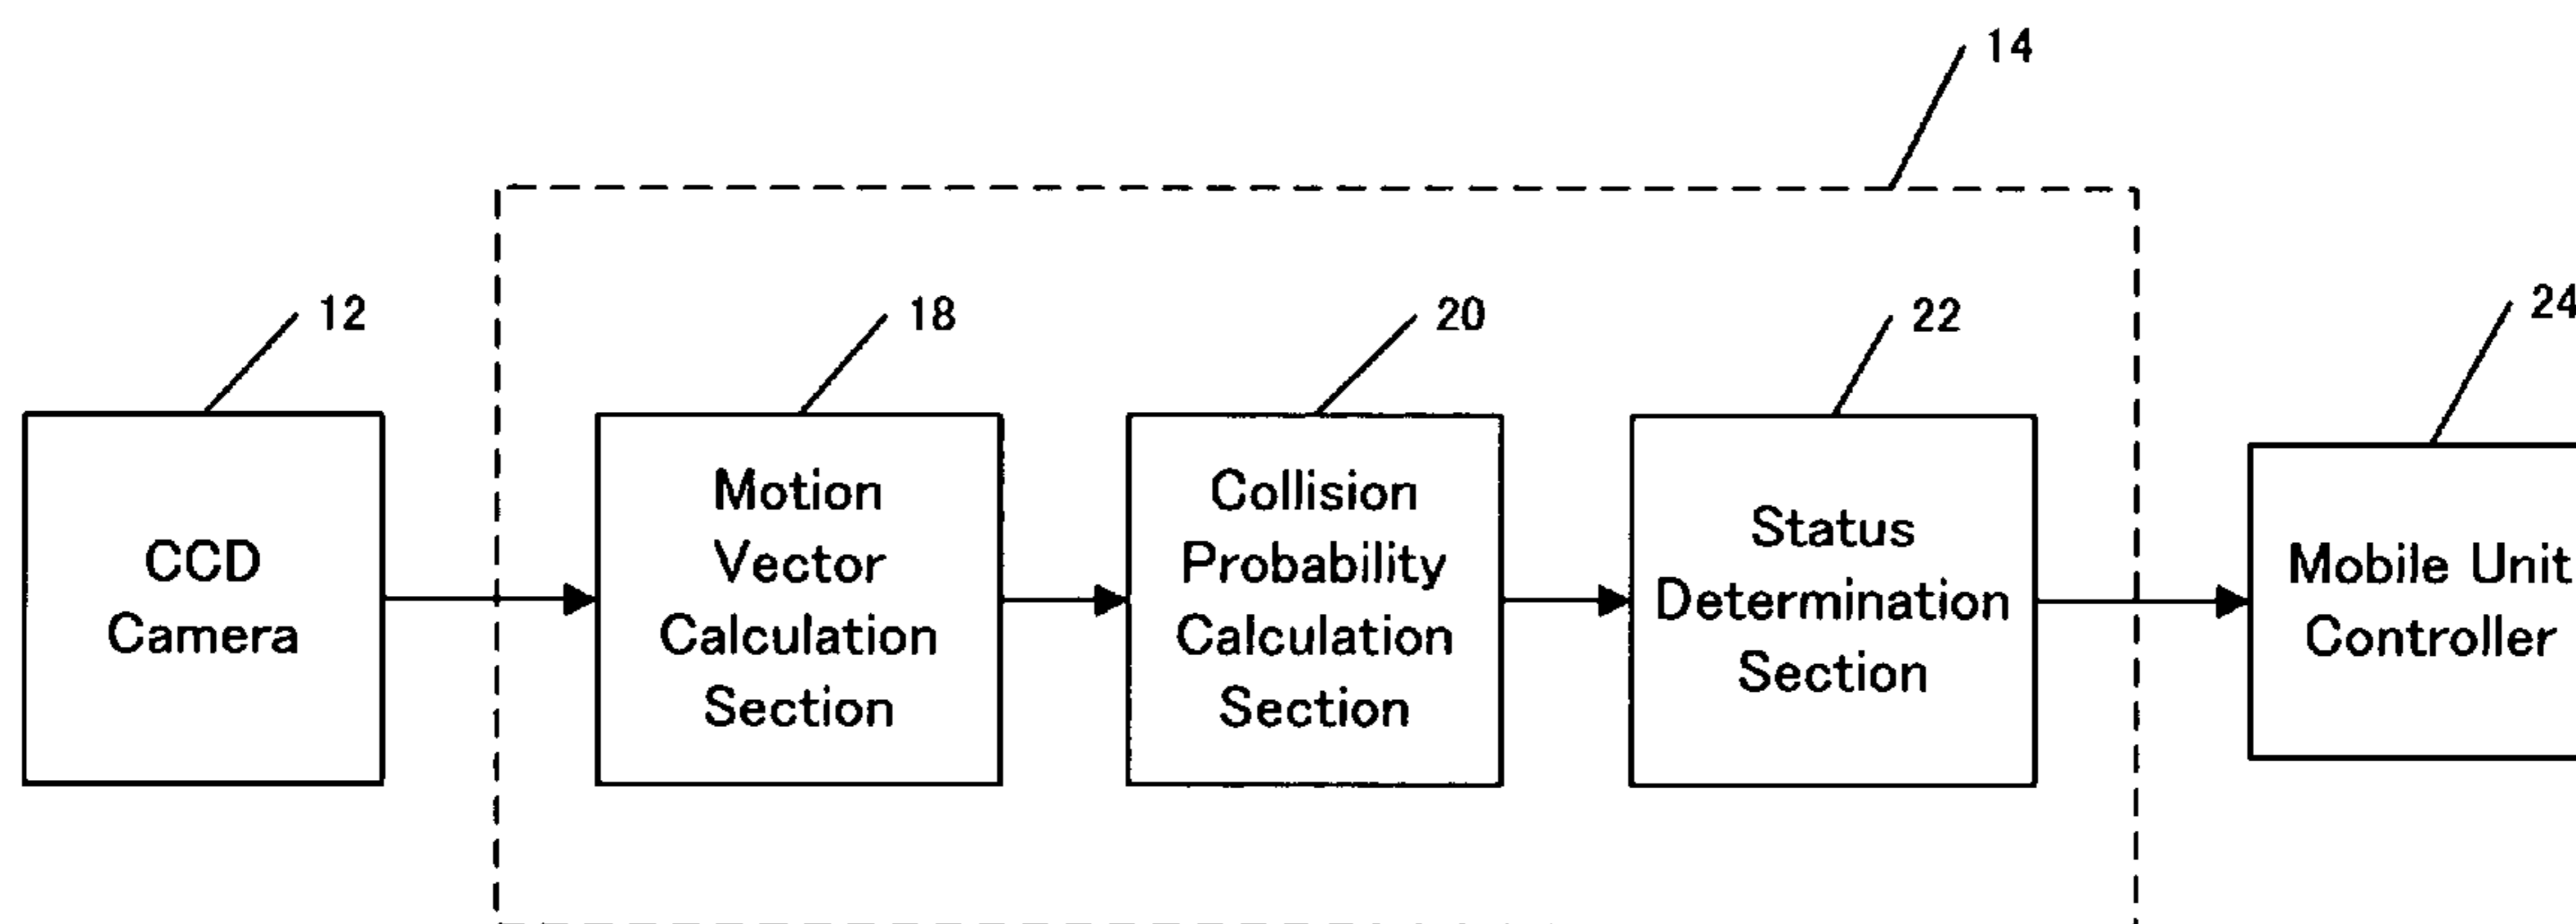 14
12
18
20
22
24
CCD
Camera
Motion
Vector
Calculation
Section
Collision
Probability
Calculation
Section
Status
Determination
Section
Mobile Unit
Controller